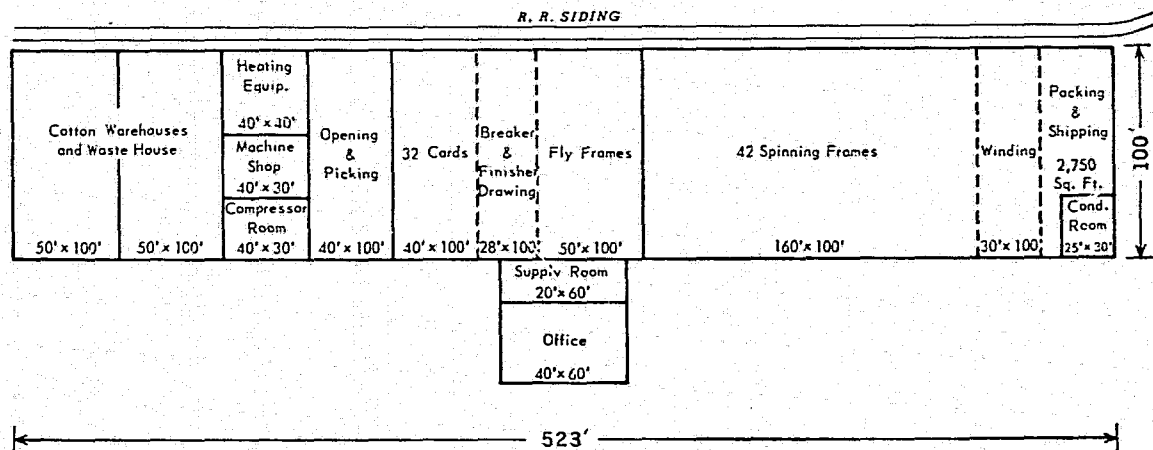 R. R. SIDING
Cotton Warehouses
and Waste House
50' x 100'
50' x 100'
Heating
Equip.
40' x 40'
Machine
Shop
40' x 30'
Compressor
Room
40' x 30'
Opening
&
Picking
40' x 100'
32 Cards
40' x 100'
Breaker
&
Finisher
Drawing
28' x 100'
Fly Frames
50' x 100'
42 Spinning Frames
160' x 100'
Winding
30' x 100'
Packing
&
Shipping
2,750
Sq. Ft.
Cond.
Room
25' x 30'
100'
Supply Room
20' x 60'
Office
40' x 60'
523'